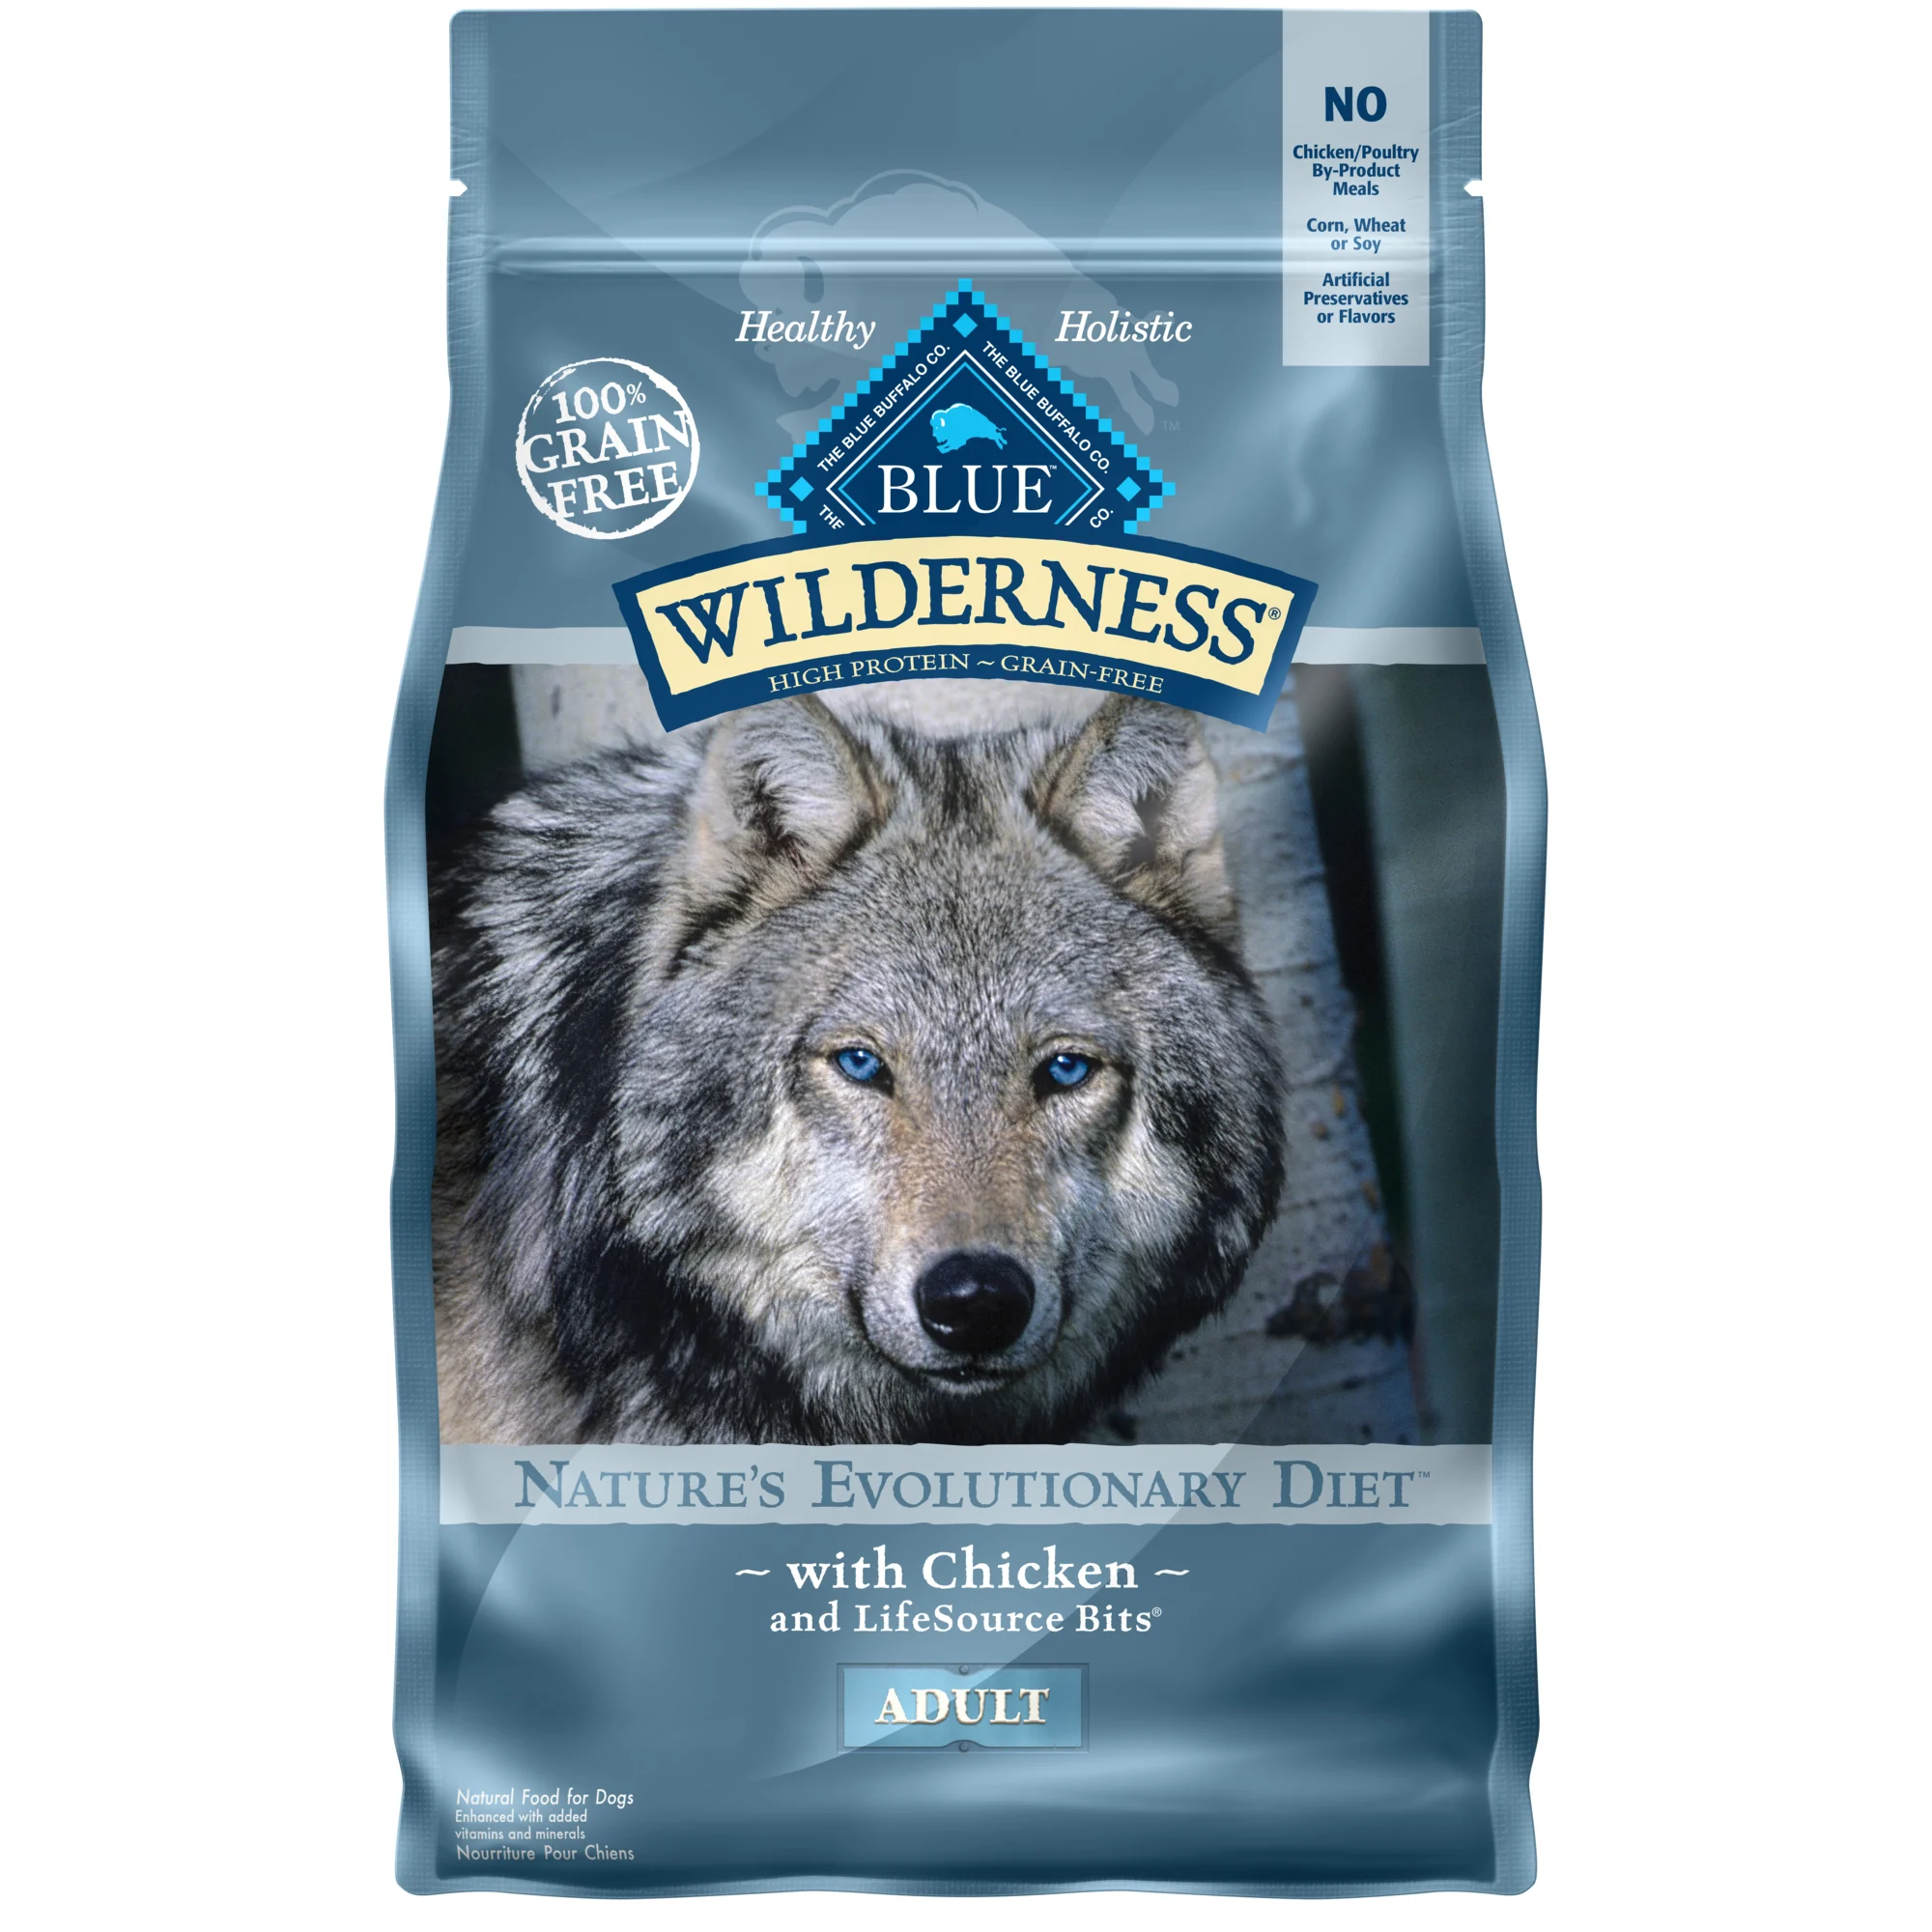 NO
Chicken/Poultry
By-Product
Meals
Corn, Wheat
or Soy
Artificial
Preservatives
or Flavors
Healthy
Holistic
100%
GRAIN
FREE
THE BLUE BUFFALO CO.
THE BLUE BUFFALO CO.
THE
CO.
BLUE™
™
WILDERNESS®
HIGH PROTEIN ~ GRAIN-FREE
NATURE'S EVOLUTIONARY DIET™
~ with Chicken ~
and LifeSource Bits®
ADULT
Natural Food for Dogs
Enhanced with added
vitamins and minerals
Nourriture Pour Chiens